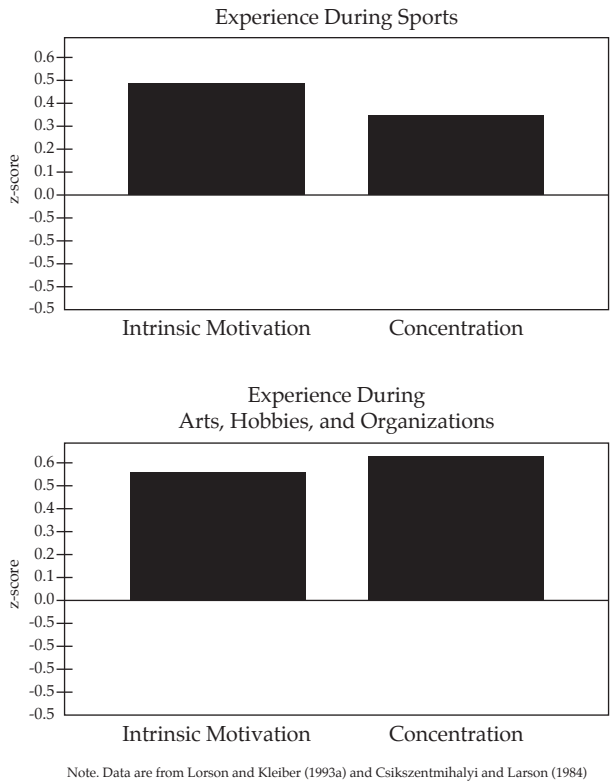 Experience During Sports
z-score
0.6
0.5
0.4
0.3
0.2
0.1
0.0
-0.5
-0.5
-0.5
-0.5
-0.5
Intrinsic Motivation
Concentration
Experience During
Arts, Hobbies, and Organizations
z-score
0.6
0.5
0.4
0.3
0.2
0.1
0.0
-0.5
-0.5
-0.5
-0.5
-0.5
Intrinsic Motivation
Concentration
Note. Data are from Lorson and Kleiber (1993a) and Csikszentmihalyi and Larson (1984)